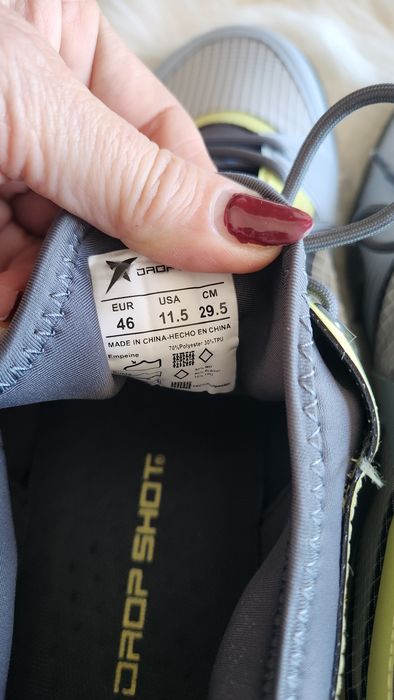 EUR USA CM
46 11.5 29.5
MADE IN CHINA-HECHO EN CHINA
70%Polyester 30%TPU
Empeine
DROP SHOT®